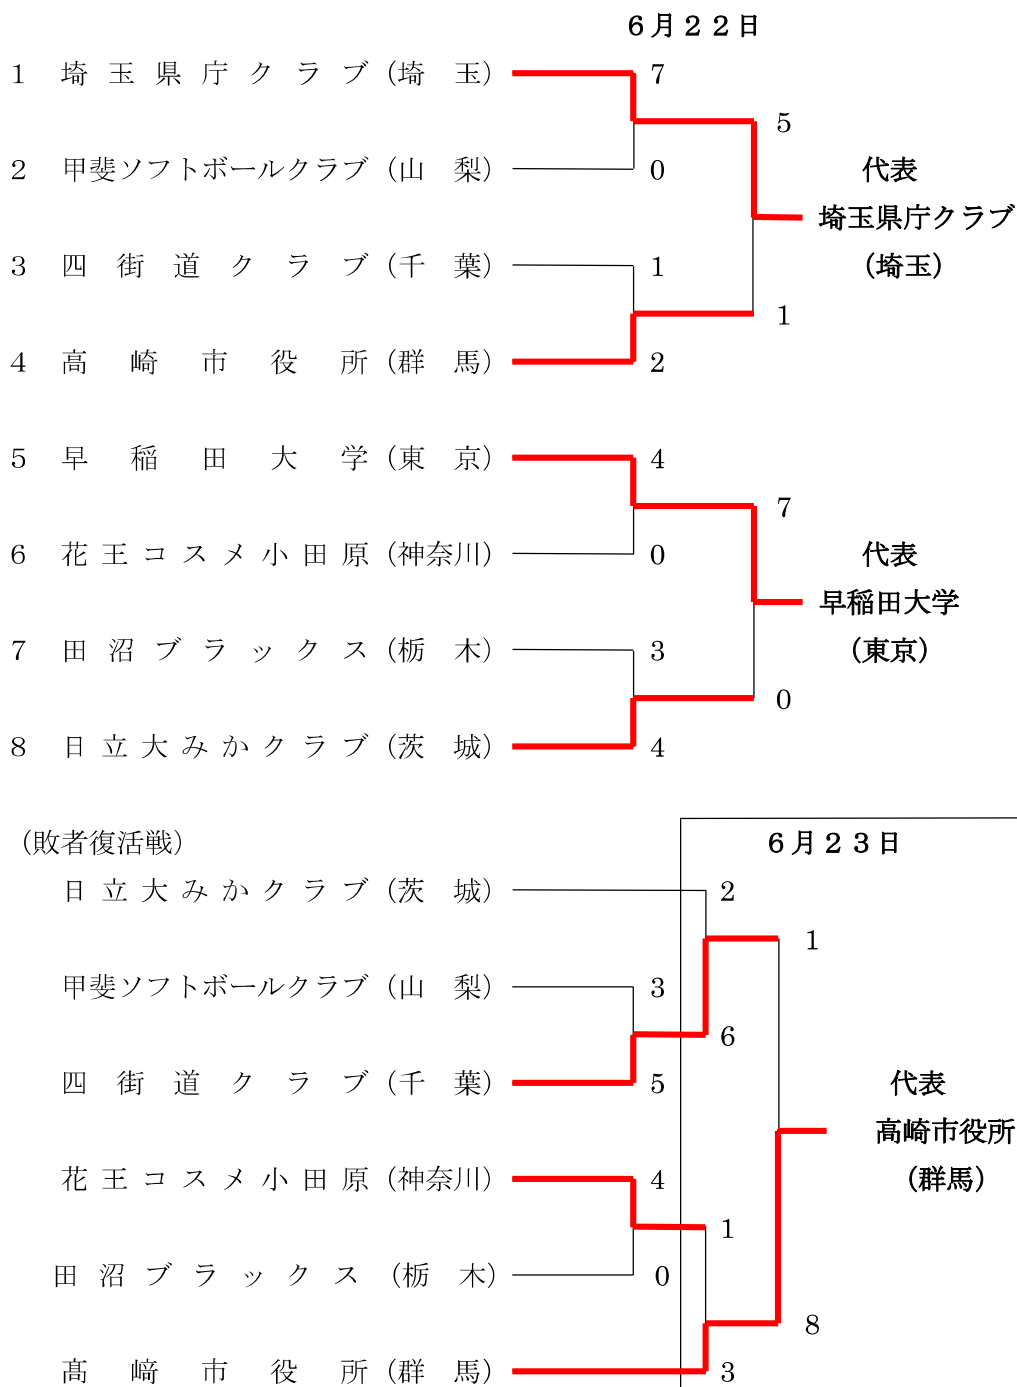 ６月２２日
1 埼玉県庁クラブ(埼 玉) 7
5
2 甲斐ソフトボールクラブ(山 梨) 0 代表
埼玉県庁クラブ
3 四街道クラブ(千 葉) 1 (埼玉)
1
4 高崎市役所(群 馬) 2
5 早稲田大学(東 京) 4
7
6 花王コスメ小田原(神奈川) 0 代表
早稲田大学
7 田沼ブラックス(栃 木) 3 (東京)
0
8 日立大みかクラブ(茨 城) 4
(敗者復活戦) ６月２３日
日立大みかクラブ(茨 城) 2
1
甲斐ソフトボールクラブ(山 梨) 3
6
四街道クラブ(千 葉) 5 代表
高崎市役所
花王コスメ小田原(神奈川) 4 (群馬)
1
田沼ブラックス(栃 木) 0
8
髙﨑市役所(群 馬) 3